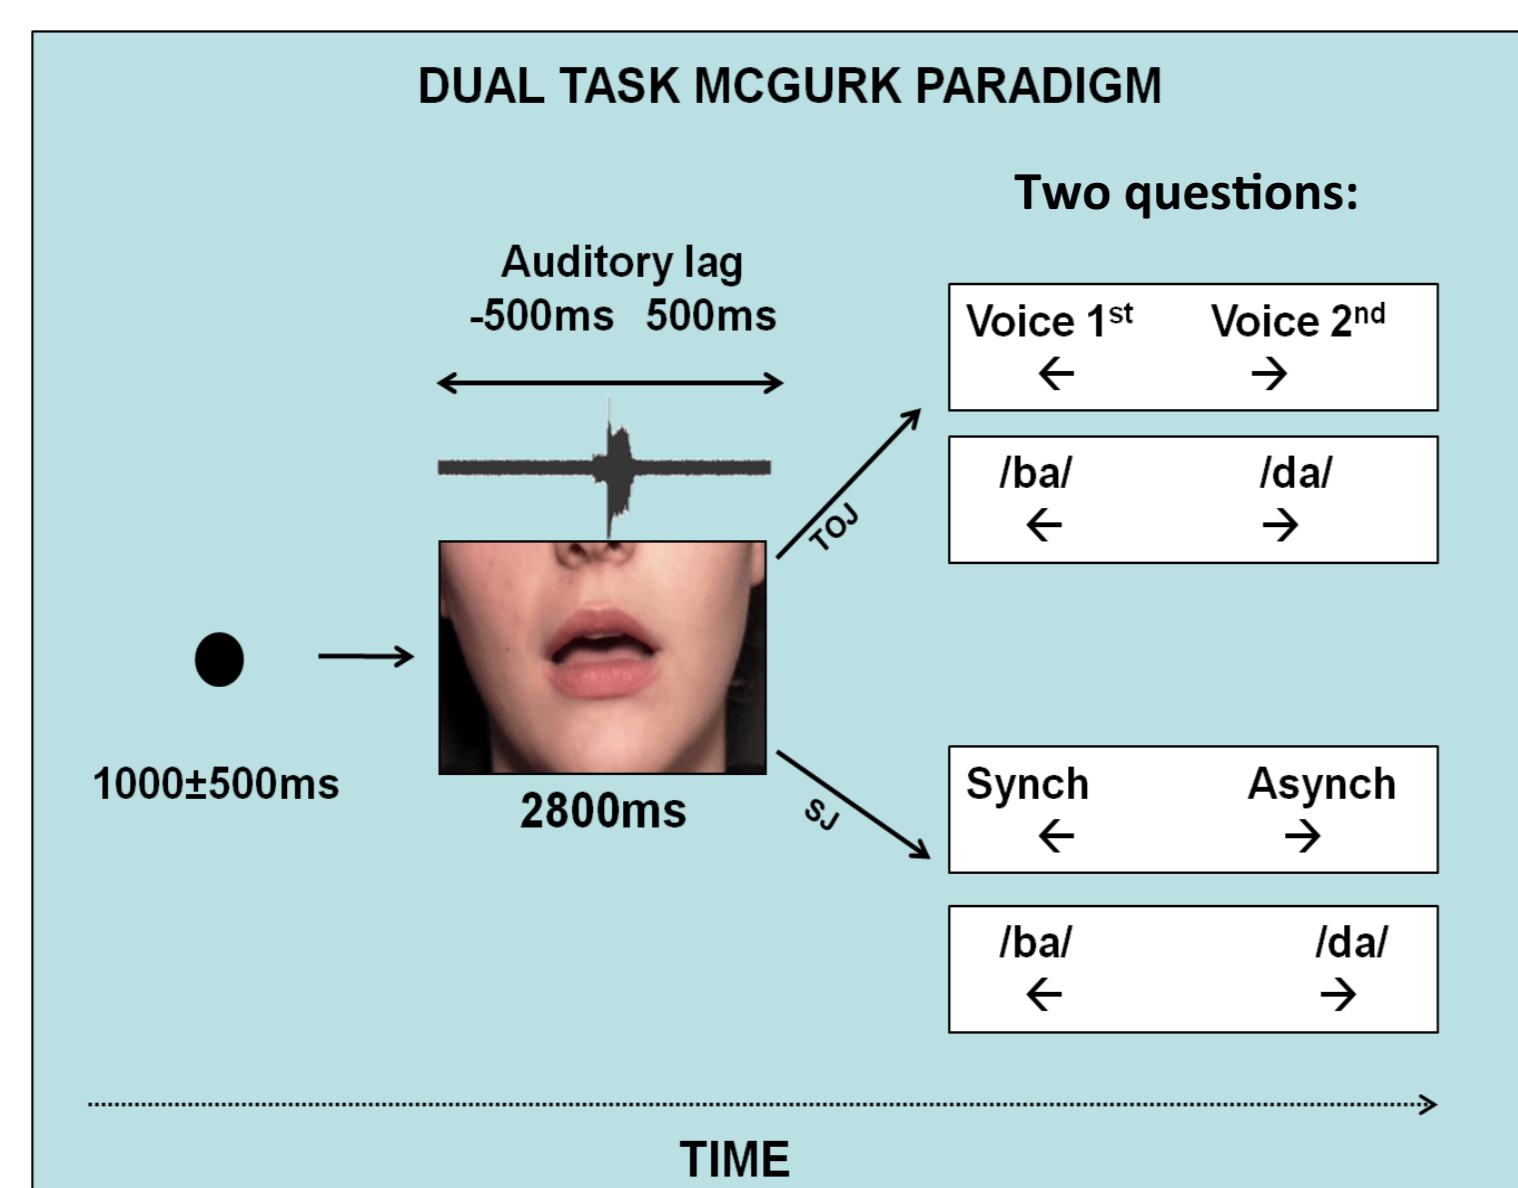 DUAL TASK MCGURK PARADIGM
Two questions:
Auditory lag
-500ms 500ms
Voice 1st Voice 2nd
← →
/ba/ /da/
← →
TOJ
1000±500ms
2800ms
SJ
Synch Asynch
← →
/ba/ /da/
← →
TIME